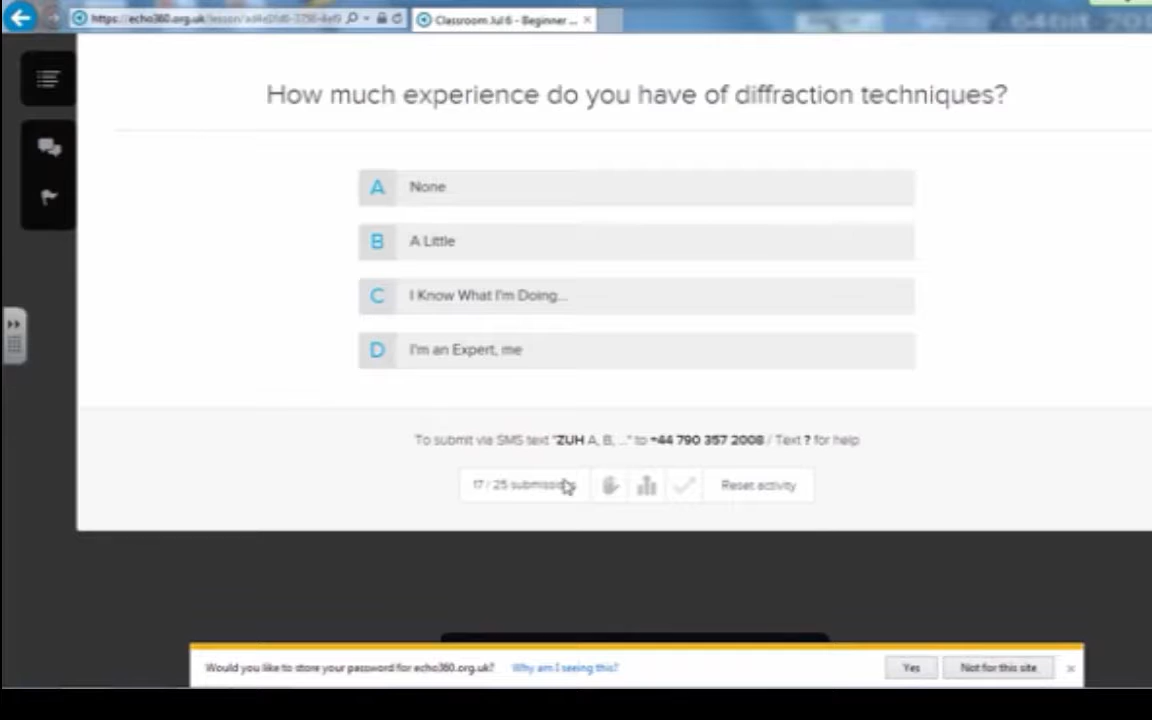 Classroom Jul 6 - Beginner ...
How much experience do you have of diffraction techniques?
A None
B A Little
C I Know What I'm Doing...
D I'm an Expert, me
To submit via SMS text "ZUH A, B, ..." to +44 790 357 2008 / Text ? for help
17 / 25 submissions
Reset activity
Would you like to store your password for echo360.org.uk? Why am I seeing this? Yes Not for this site